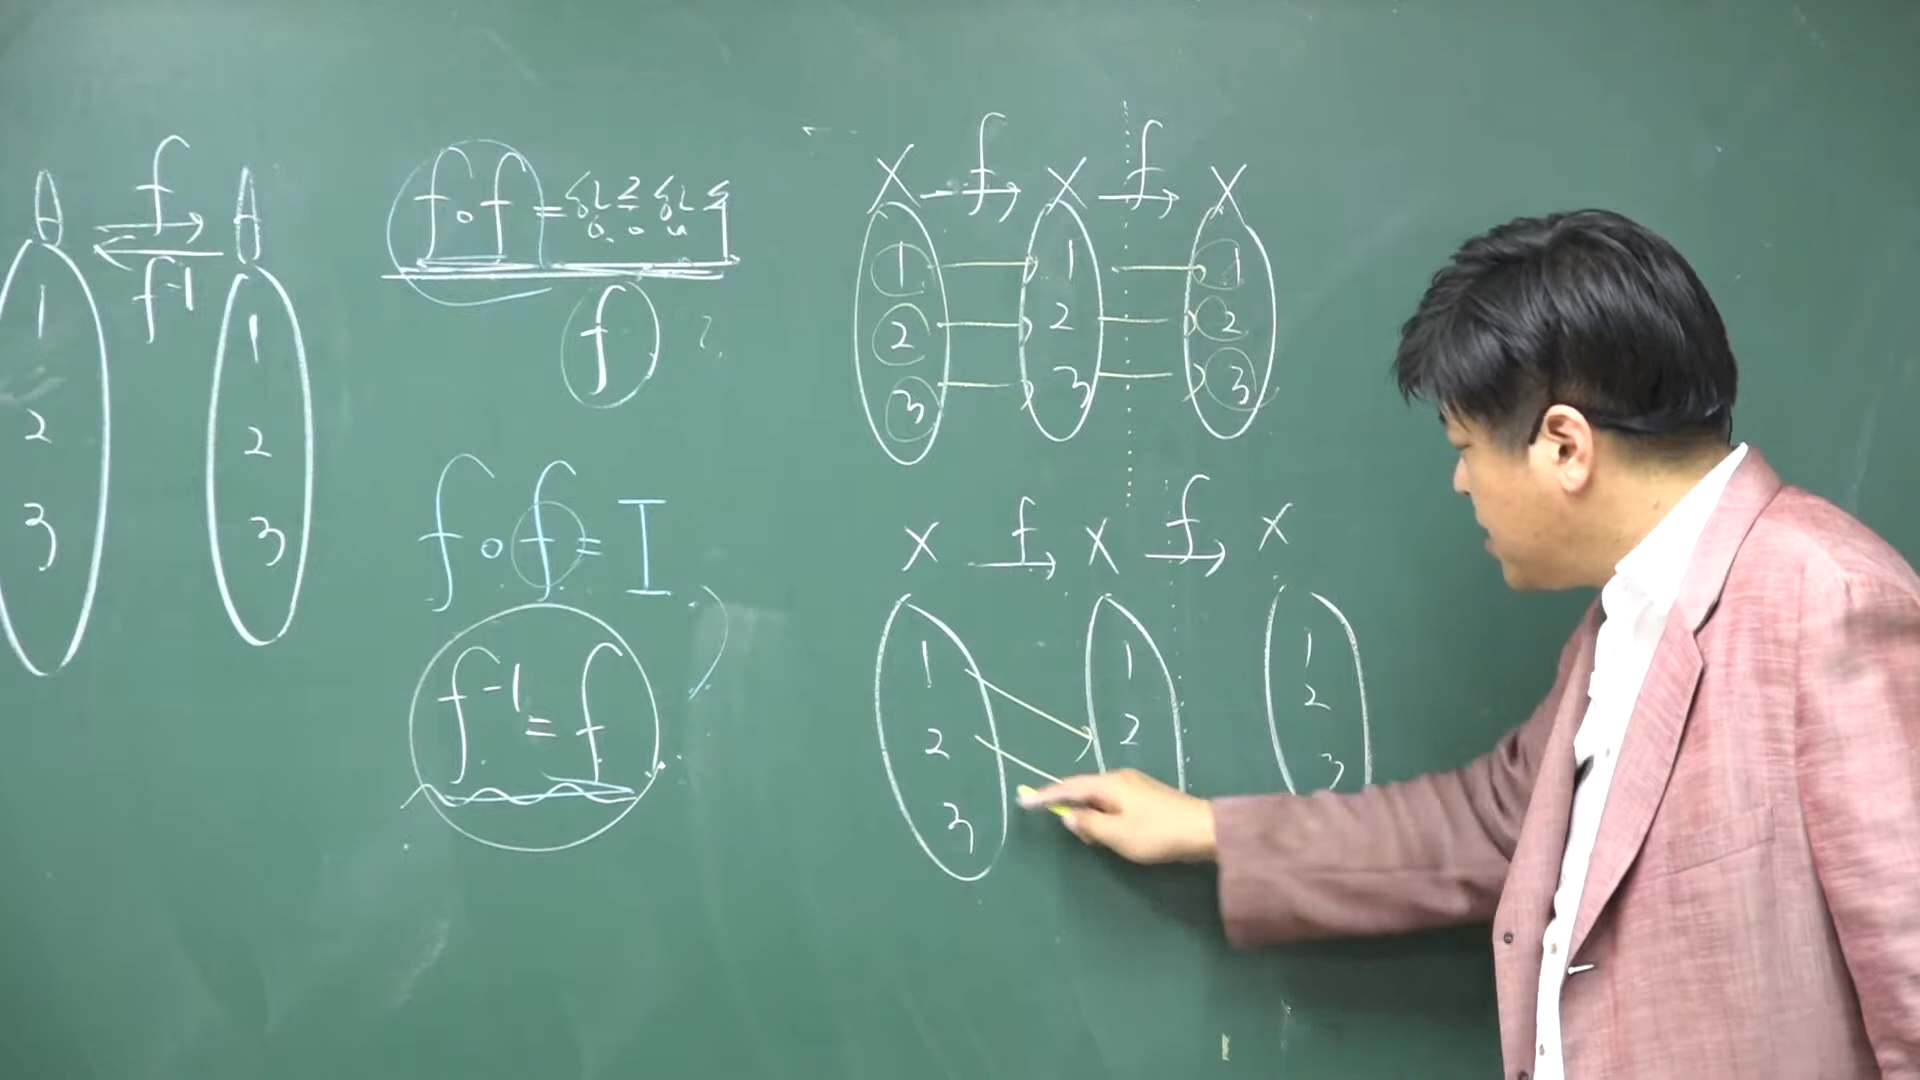 A f A
f⁻¹
1 1
2 2
3 3
f∘f = 항등함수
f ?
f∘f = I
f⁻¹ = f
X f X f X
1 1 1
2 2 2
3 3 3
X f X f X
1 1 1
2 2 2
3 3